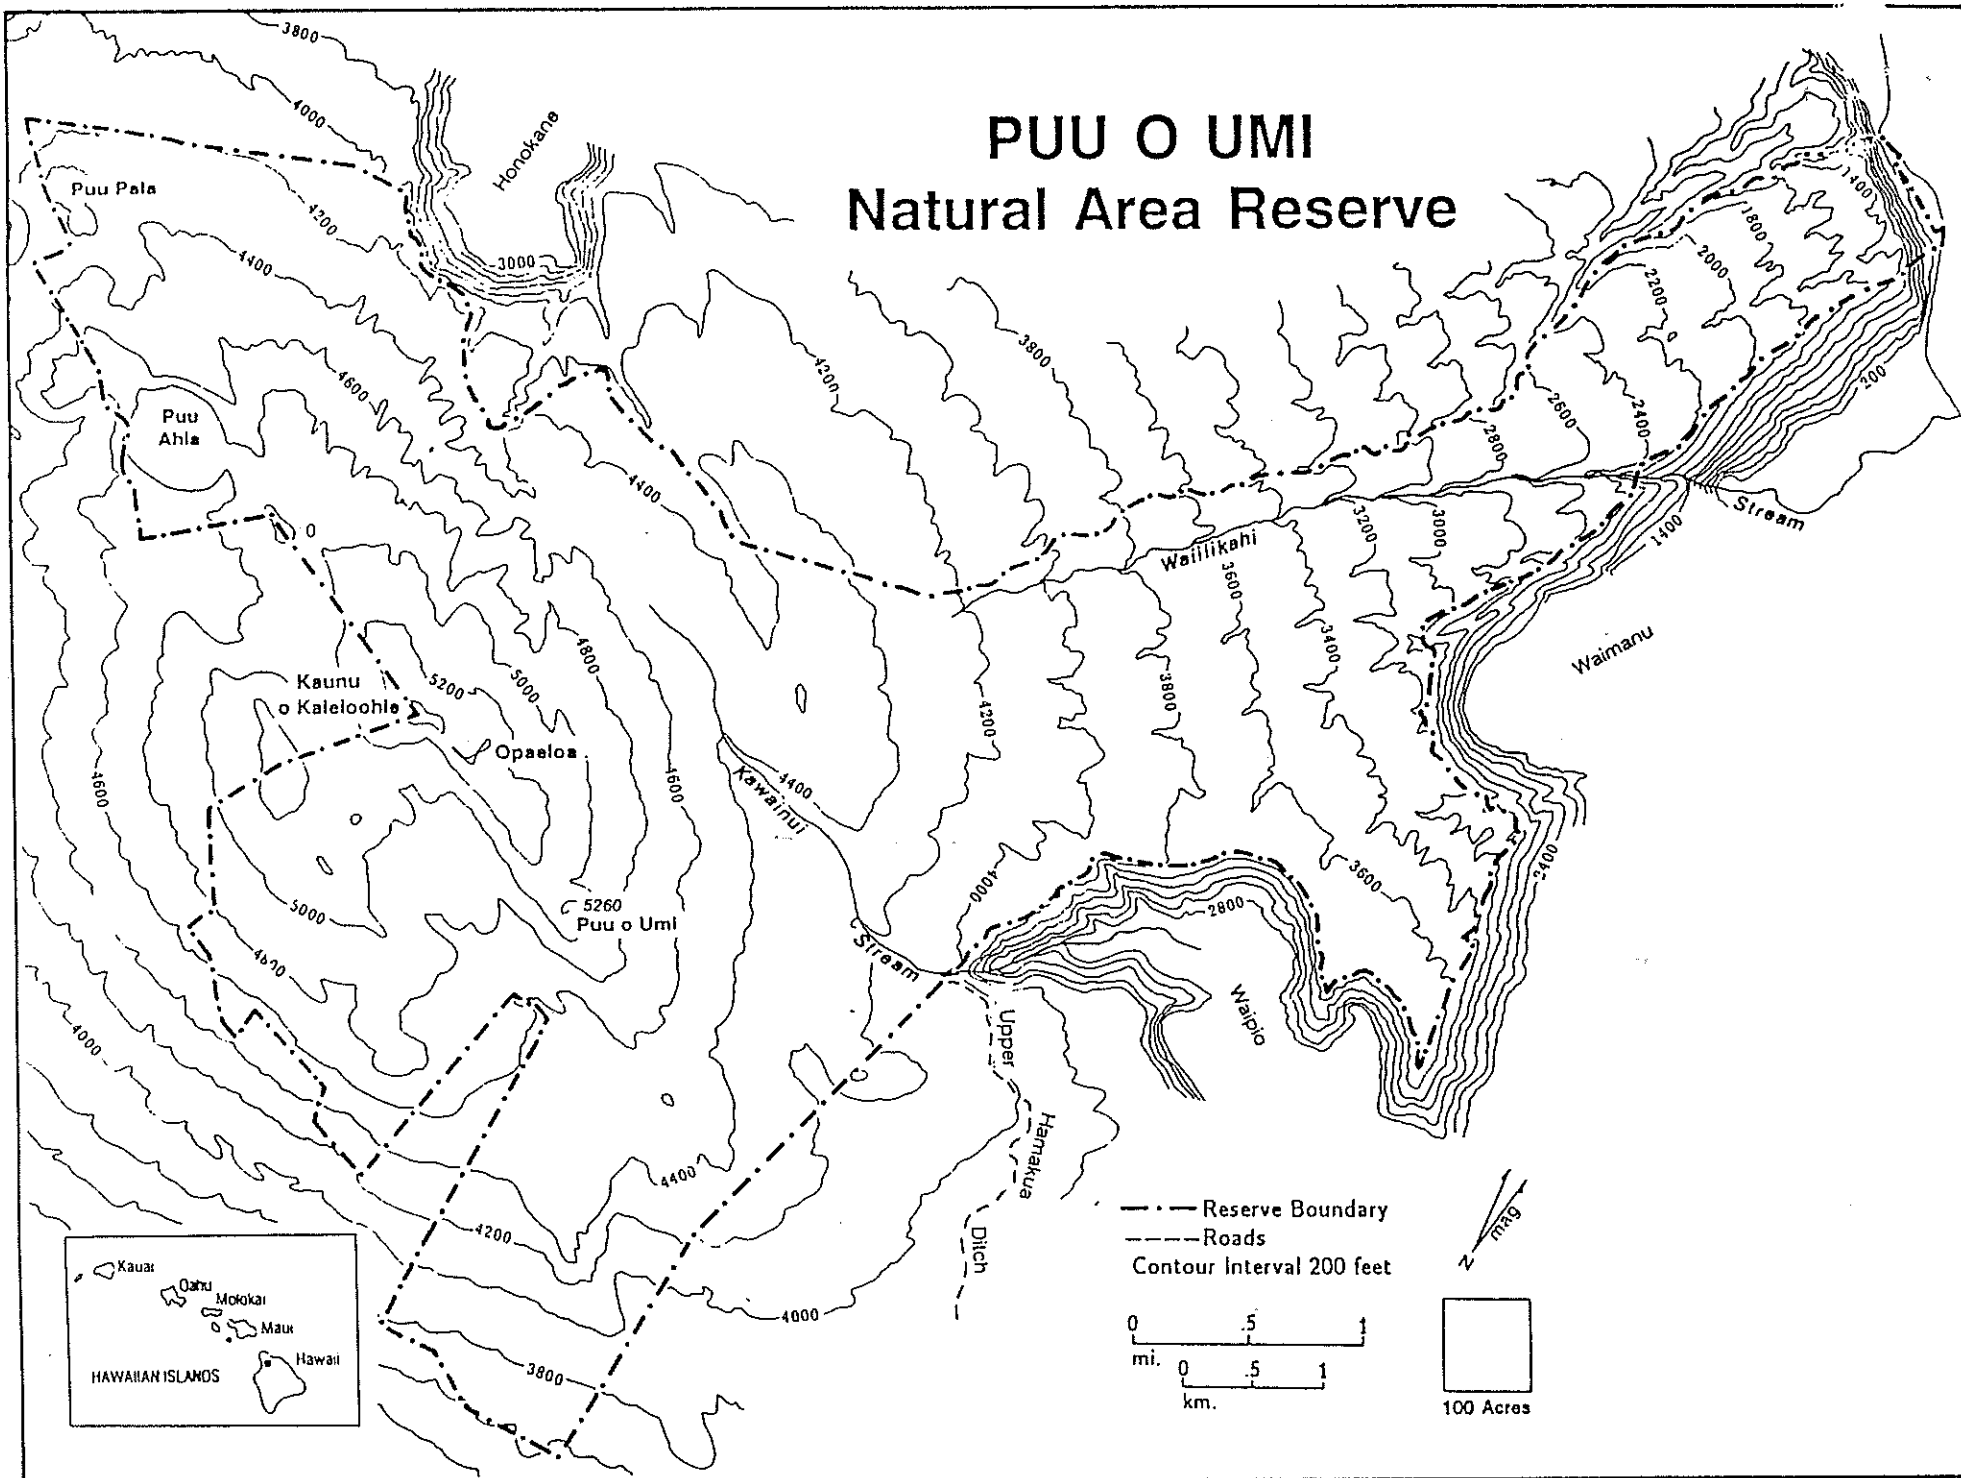 PUU O UMI
Natural Area Reserve
3800
4000
Honokane
Puu Pala
4200
4400
3000
1400
1800
2000
2200
4200
3800
4600
200
Puu
Ahla
2600
2400
2800
4400
Stream
3200
3000
1400
Waillikahi
3600
3400
Waimanu
4800
5000
5200
Kaunu
o Kaleloohle
3800
4200
Opaeloa
4600
4600
4400
Kawainui
2400
3600
4000
5000
5260
Puu o Umi
2800
Stream
4800
Waipio
4000
Upper
Hamakua
Ditch
4400
4200
4000
3800
Reserve Boundary
Roads
Contour Interval 200 feet
N
mag
0 .5 1
mi.
0 .5 1
km.
100 Acres
Kauai
Oahu
Molokai
Maui
Hawaii
HAWAIIAN ISLANDS